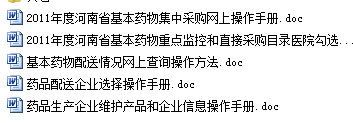 2011年度河南省基本药物集中采购网上操作手册.doc
2011年度河南省基本药物重点监控和直接采购目录医院勾选...
基本药物配送情况网上查询操作方法.doc
药品配送企业选择操作手册.doc
药品生产企业维护产品和企业信息操作手册.doc